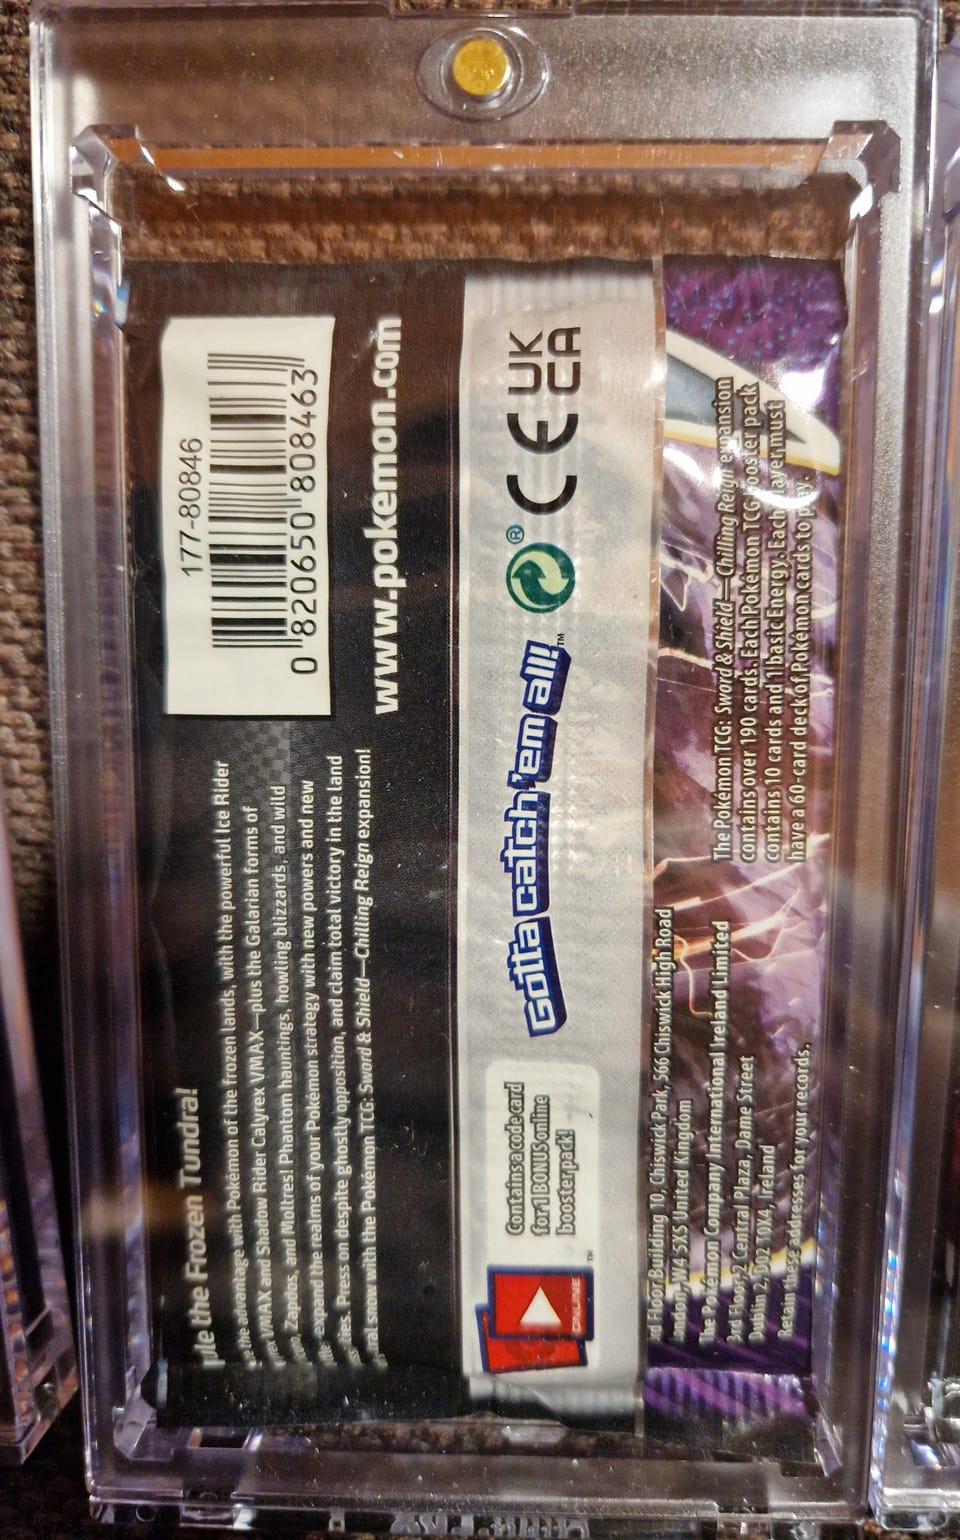 le the Frozen Tundra!
the advantage with Pokémon of the frozen lands, with the powerful Ice Rider
VMAX and Shadow Rider Calyrex VMAX—plus the Galarian forms of
Zapdos, and Moltres! Phantom hauntings, howling blizzards, and wild
expand the realms of your Pokémon strategy with new powers and new
Press on despite ghostly opposition, and claim total victory in the land
snow with the Pokémon TCG: Sword & Shield—Chilling Reign expansion!
177-80846
0 820650 808463
www.pokemon.com
ONLINE ™
Contains a code card
for 1 BONUS online
booster pack!
Gotta catch 'em all!™
®
CE
UK
CA
Floor, Building 10, Chiswick Park, 566 Chiswick High Road
London, W4 5XS United Kingdom
The Pokémon Company International Ireland Limited
2 Central Plaza, Dame Street
Dublin 2, D02 T0X4, Ireland
Retain these addresses for your records.
The Pokémon TCG: Sword & Shield—Chilling Reign expansion
contains over 190 cards. Each Pokémon TCG booster pack
contains 10 cards and 1 basic Energy. Each player must
have a 60-card deck of Pokémon cards to play.